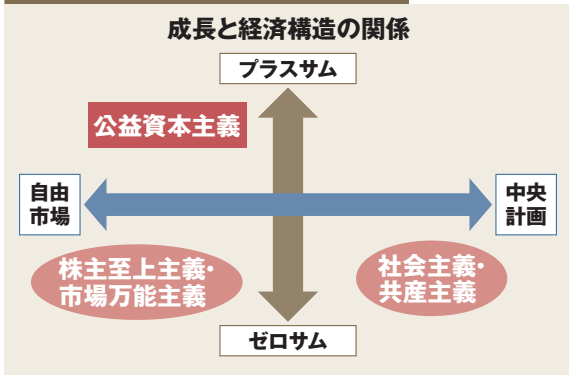 成長と経済構造の関係
プラスサム
公益資本主義
自由
市場
中央
計画
株主至上主義・
市場万能主義
社会主義・
共産主義
ゼロサム